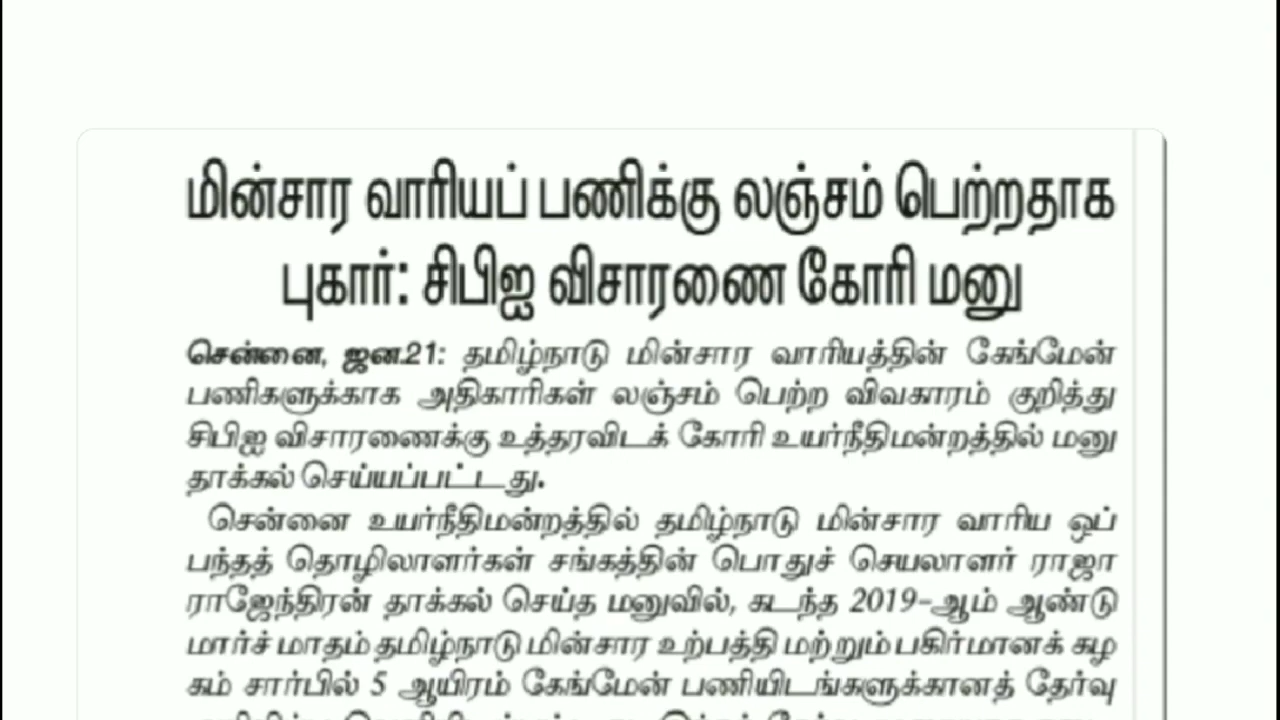 மின்சார வாரியப் பணிக்கு லஞ்சம் பெற்றதாக
புகார்: சிபிஐ விசாரணை கோரி மனு
சென்னை, ஜன.21: தமிழ்நாடு மின்சார வாரியத்தின் கேங்மேன்
பணிகளுக்காக அதிகாரிகள் லஞ்சம் பெற்ற விவகாரம் குறித்து
சிபிஐ விசாரணைக்கு உத்தரவிடக் கோரி உயர்நீதிமன்றத்தில் மனு
தாக்கல் செய்யப்பட்டது.
சென்னை உயர்நீதிமன்றத்தில் தமிழ்நாடு மின்சார வாரிய ஒப்
பந்தத் தொழிலாளர்கள் சங்கத்தின் பொதுச் செயலாளர் ராஜா
ராஜேந்திரன் தாக்கல் செய்த மனுவில், கடந்த 2019-ஆம் ஆண்டு
மார்ச் மாதம் தமிழ்நாடு மின்சார உற்பத்தி மற்றும் பகிர்மானக் கழ
கம் சார்பில் 5 ஆயிரம் கேங்மேன் பணியிடங்களுக்கானத் தேர்வு